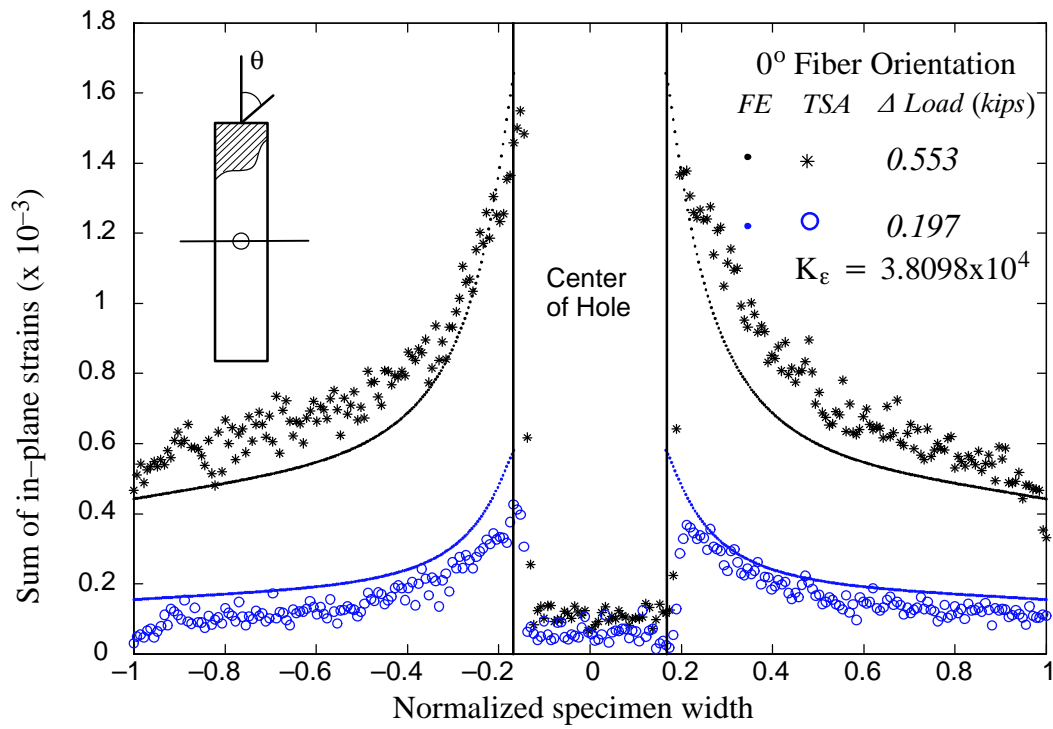 1.8
1.6
1.4
1.2
1
0.8
0.6
0.4
0.2
0
Sum of in–plane strains (x 10⁻³)
θ
Center
of Hole
0° Fiber Orientation
FE TSA Δ Load (kips)
0.553
0.197
K_ε = 3.8098x10⁴
–1 –0.8 –0.6 –0.4 –0.2 0 0.2 0.4 0.6 0.8 1
Normalized specimen width